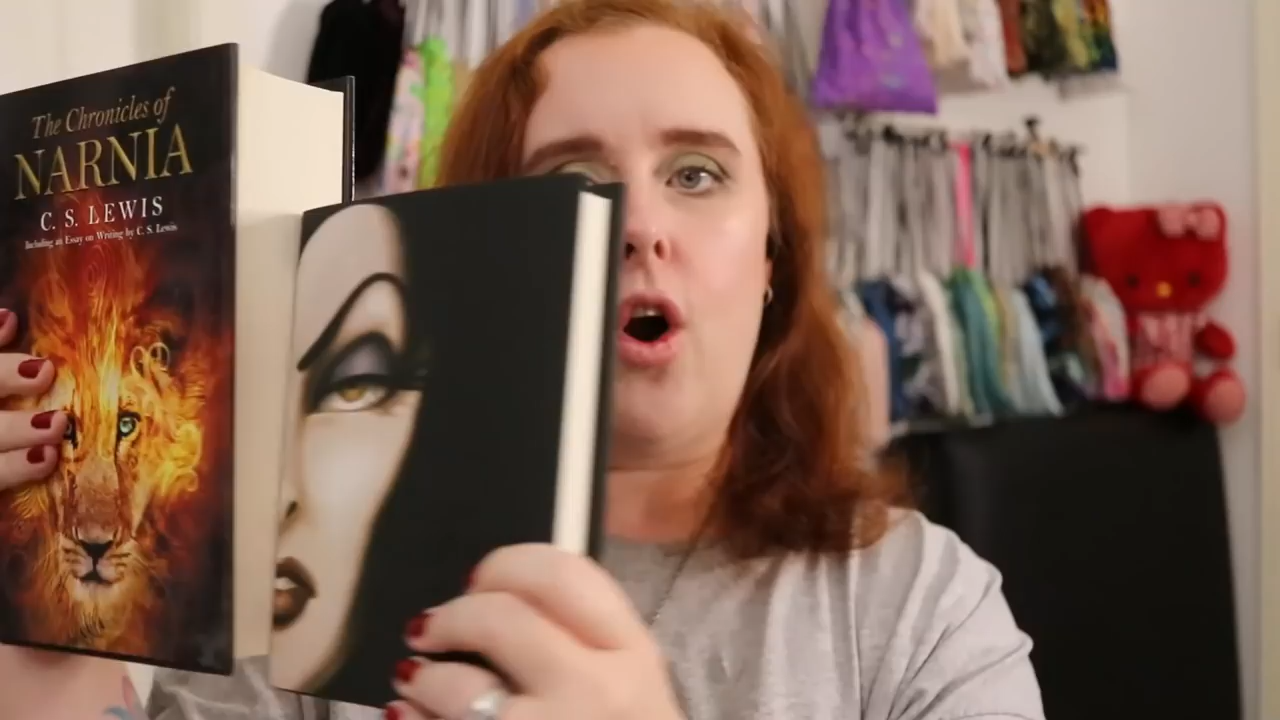 The Chronicles of
NARNIA
C. S. LEWIS
Including an Essay on Writing by C. S. Lewis